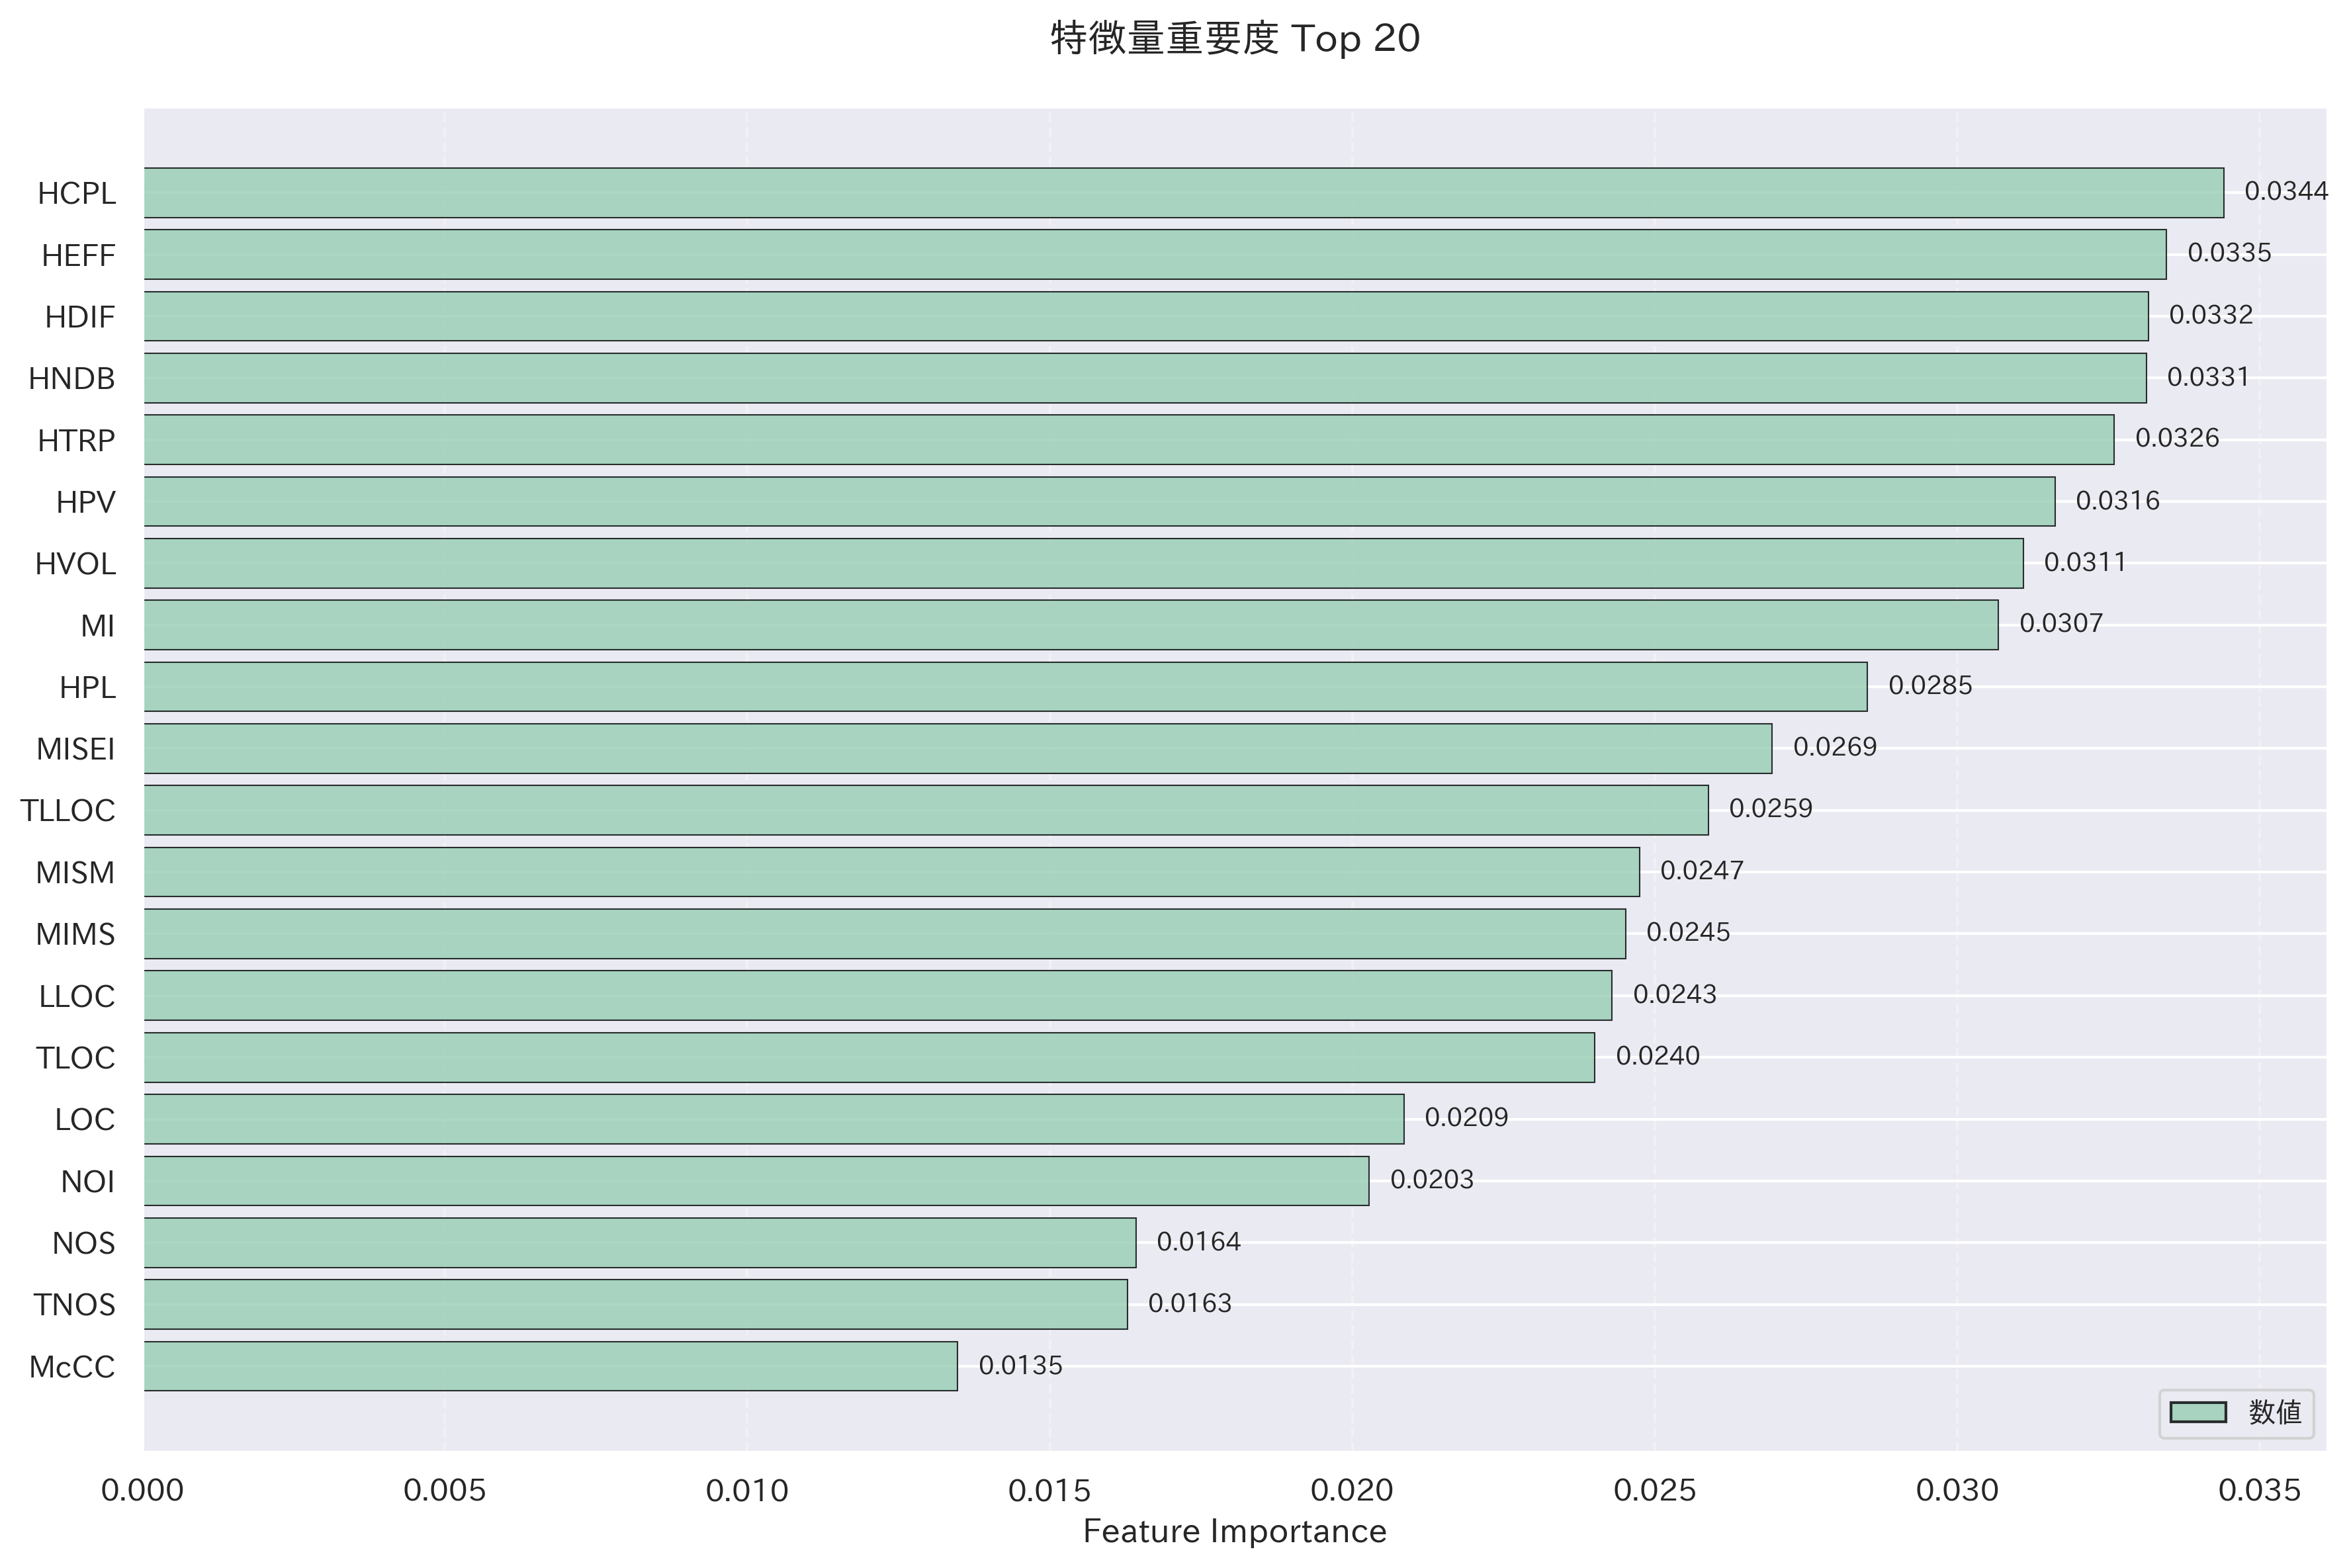 特徴量重要度 Top 20
HCPL 0.0344
HEFF 0.0335
HDIF 0.0332
HNDB 0.0331
HTRP 0.0326
HPV 0.0316
HVOL 0.0311
MI 0.0307
HPL 0.0285
MISEI 0.0269
TLLOC 0.0259
MISM 0.0247
MIMS 0.0245
LLOC 0.0243
TLOC 0.0240
LOC 0.0209
NOI 0.0203
NOS 0.0164
TNOS 0.0163
McCC 0.0135
数値
0.000 0.005 0.010 0.015 0.020 0.025 0.030 0.035
Feature Importance